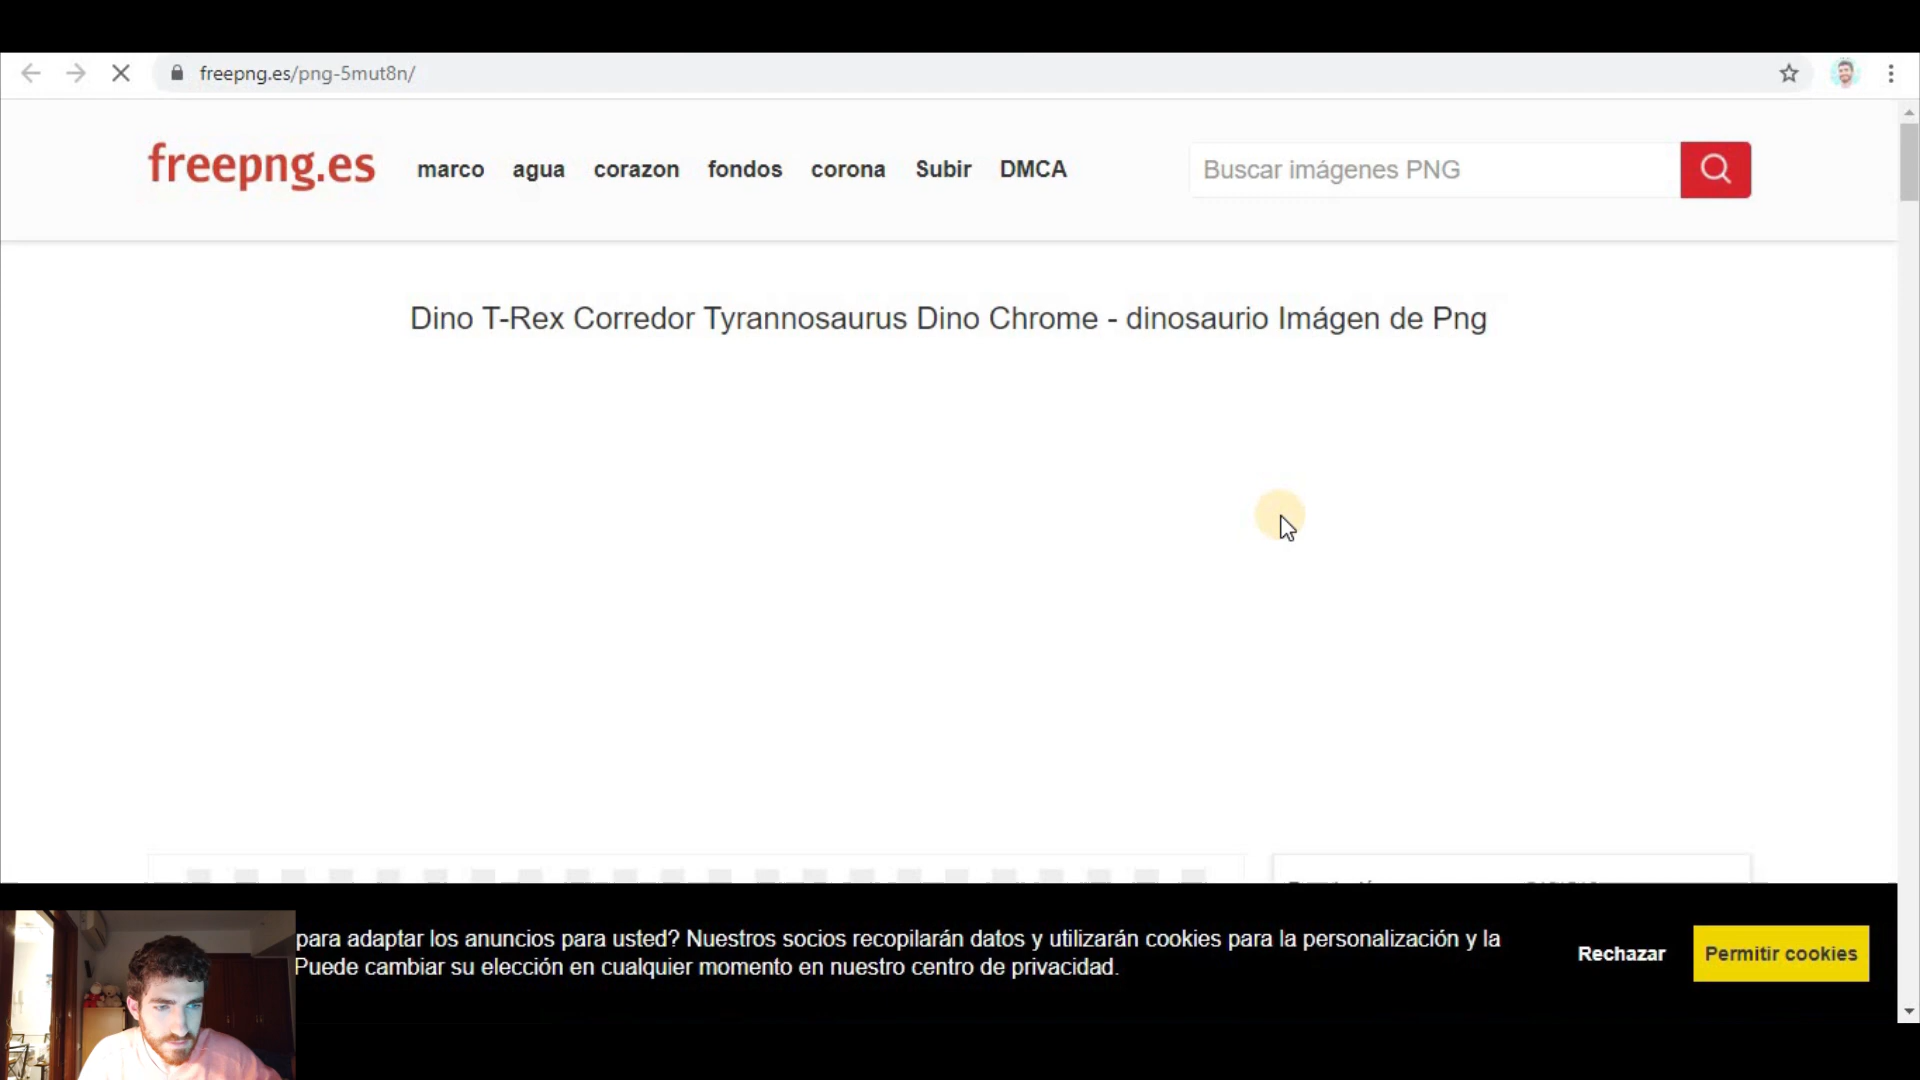 freepng.es/png-5mut8n/
freepng.es
marco agua corazon fondos corona Subir DMCA
Buscar imágenes PNG
Dino T-Rex Corredor Tyrannosaurus Dino Chrome - dinosaurio Imágen de Png
para adaptar los anuncios para usted? Nuestros socios recopilarán datos y utilizarán cookies para la personalización y la
Puede cambiar su elección en cualquier momento en nuestro centro de privacidad.
Rechazar
Permitir cookies